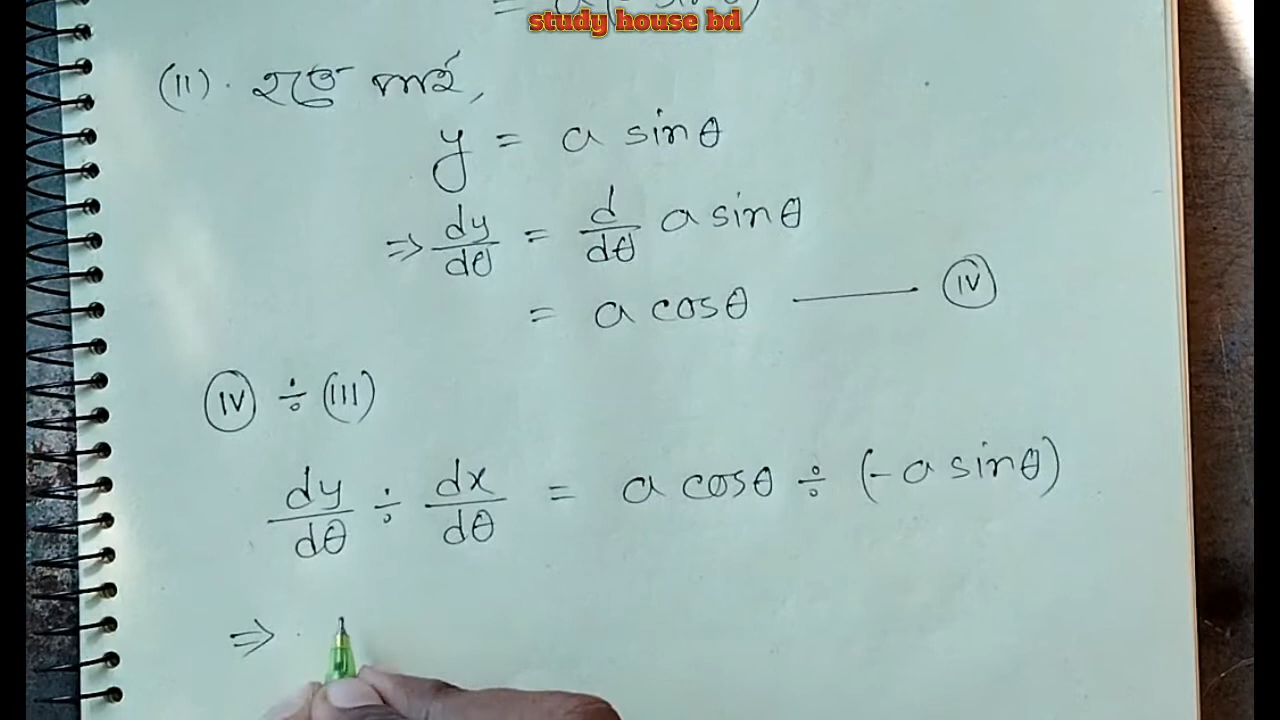 study house bd
(II). হতে পাই,
y = a sinθ
⇒ dy/dθ = d/dθ a sinθ
= a cosθ —— (IV)
(IV) ÷ (III)
dy/dθ ÷ dx/dθ = a cosθ ÷ (- a sinθ)
⇒